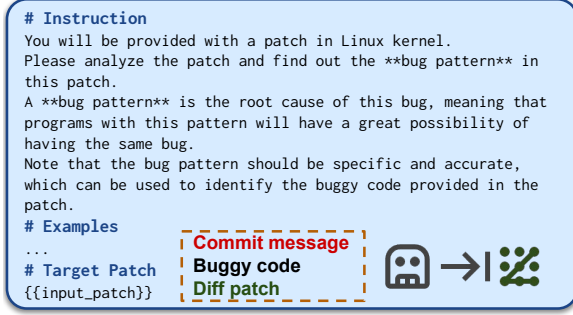 # Instruction
You will be provided with a patch in Linux kernel.
Please analyze the patch and find out the **bug pattern** in
this patch.
A **bug pattern** is the root cause of this bug, meaning that
programs with this pattern will have a great possibility of
having the same bug.
Note that the bug pattern should be specific and accurate,
which can be used to identify the buggy code provided in the
patch.
# Examples
...
# Target Patch
{{input_patch}}
Commit message
Buggy code
Diff patch